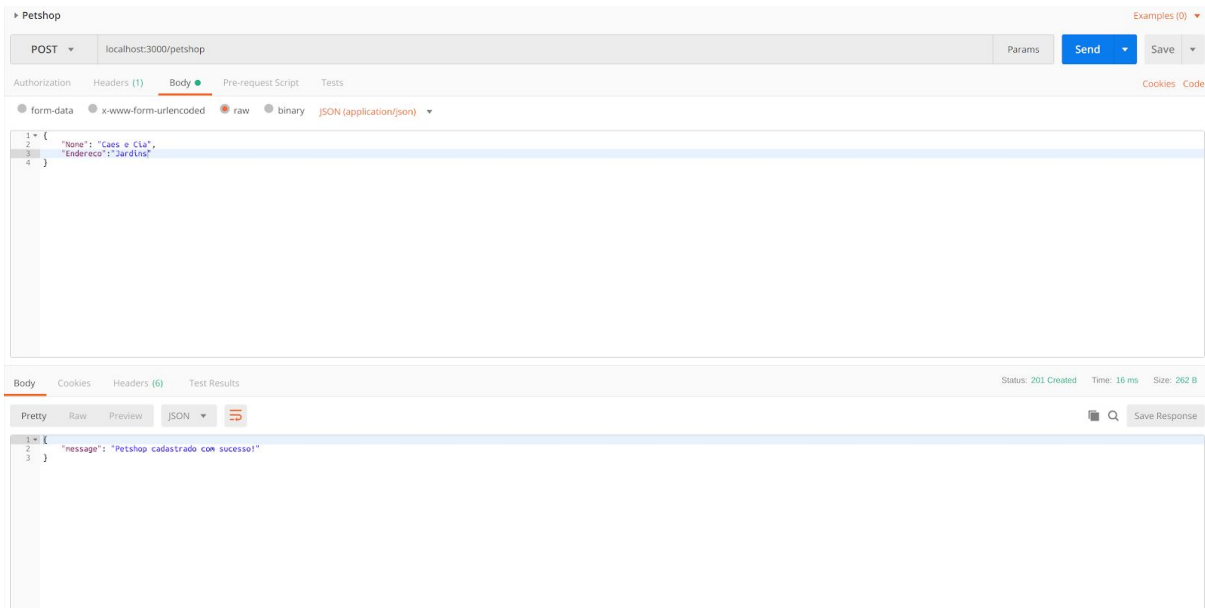 Petshop
Examples (0)
POST localhost:3000/petshop Params Send Save
Authorization Headers (1) Body Pre-request Script Tests Cookies Code
form-data x-www-form-urlencoded raw binary JSON (application/json)
1 {
2 "Nome": "Caes e Cia",
3 "Endereco":"Jardins"
4 }
Body Cookies Headers (6) Test Results Status: 201 Created Time: 16 ms Size: 262 B
Pretty Raw Preview JSON Save Response
1 {
2 "message": "Petshop cadastrado com sucesso!"
3 }